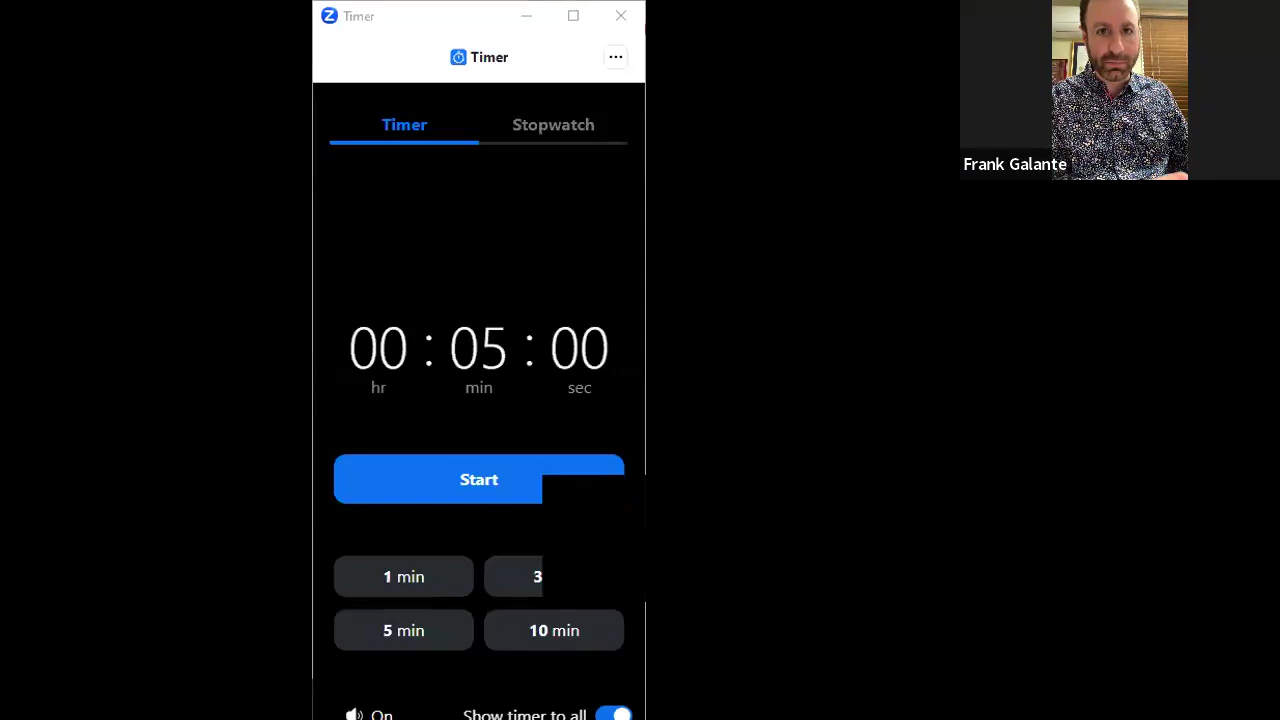 Timer
Timer
...
Timer Stopwatch
00 : 05 : 00
hr min sec
Start
1 min 3
5 min 10 min
On Show timer to all
Frank Galante